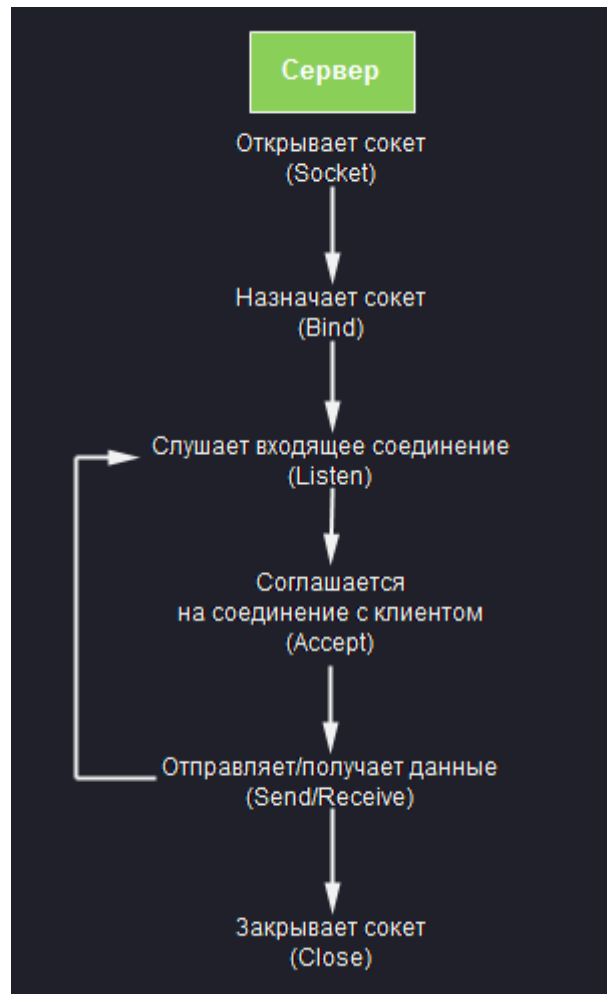 Сервер
Открывает сокет
(Socket)
Назначает сокет
(Bind)
Слушает входящее соединение
(Listen)
Соглашается
на соединение с клиентом
(Accept)
Отправляет/получает данные
(Send/Receive)
Закрывает сокет
(Close)